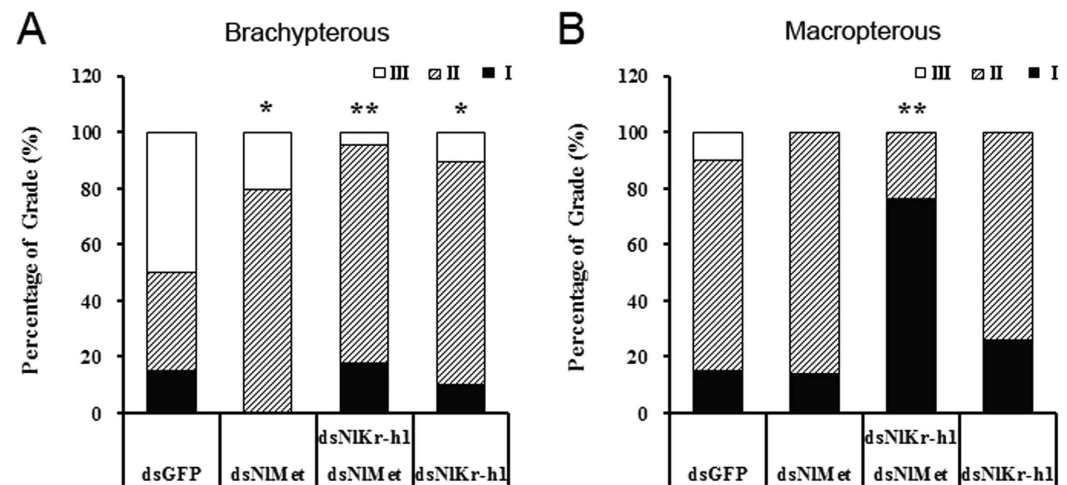 A
Brachypterous
III II I
120
100
80
60
40
20
0
Percentage of Grade (%)
* ** *
dsGFP
dsNlMet
dsNlKr-h1
dsNlMet
dsNlKr-h1
B
Macropterous
III II I
120
100
80
60
40
20
0
Percentage of Grade (%)
**
dsGFP
dsNlMet
dsNlKr-h1
dsNlMet
dsNlKr-h1